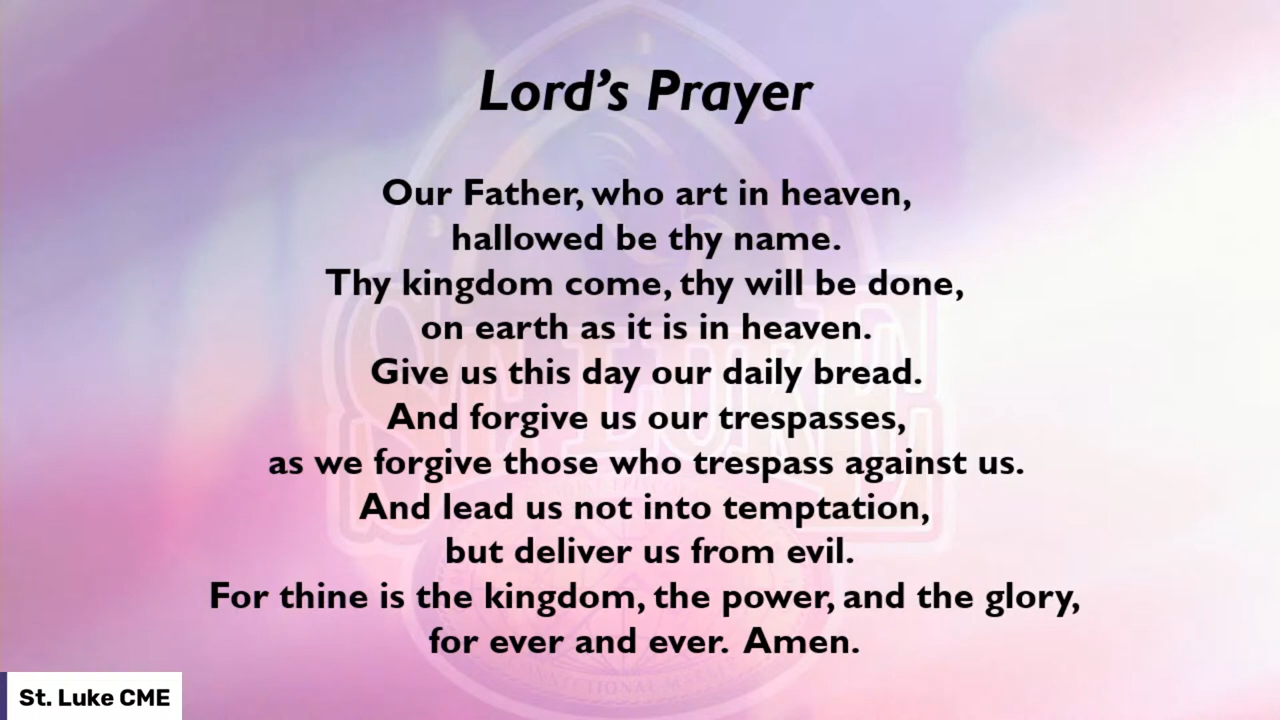 Lord’s Prayer
Our Father, who art in heaven,
hallowed be thy name.
Thy kingdom come, thy will be done,
on earth as it is in heaven.
Give us this day our daily bread.
And forgive us our trespasses,
as we forgive those who trespass against us.
And lead us not into temptation,
but deliver us from evil.
For thine is the kingdom, the power, and the glory,
for ever and ever. Amen.
ST. LUKE
St. Luke CME